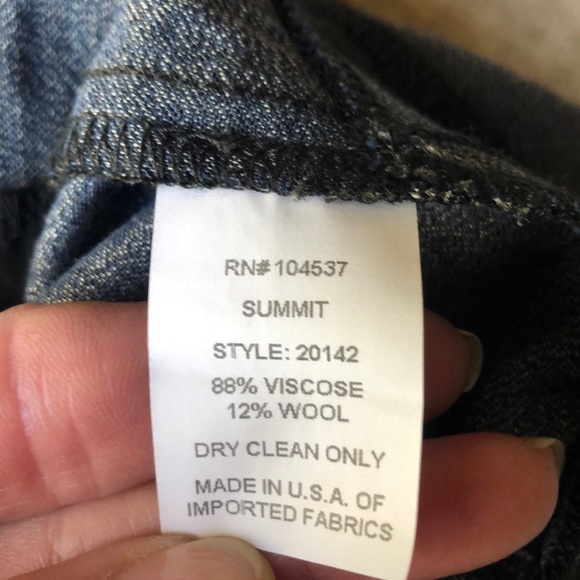 RN# 104537
SUMMIT
STYLE: 20142
88% VISCOSE
12% WOOL
DRY CLEAN ONLY
MADE IN U.S.A. OF
IMPORTED FABRICS